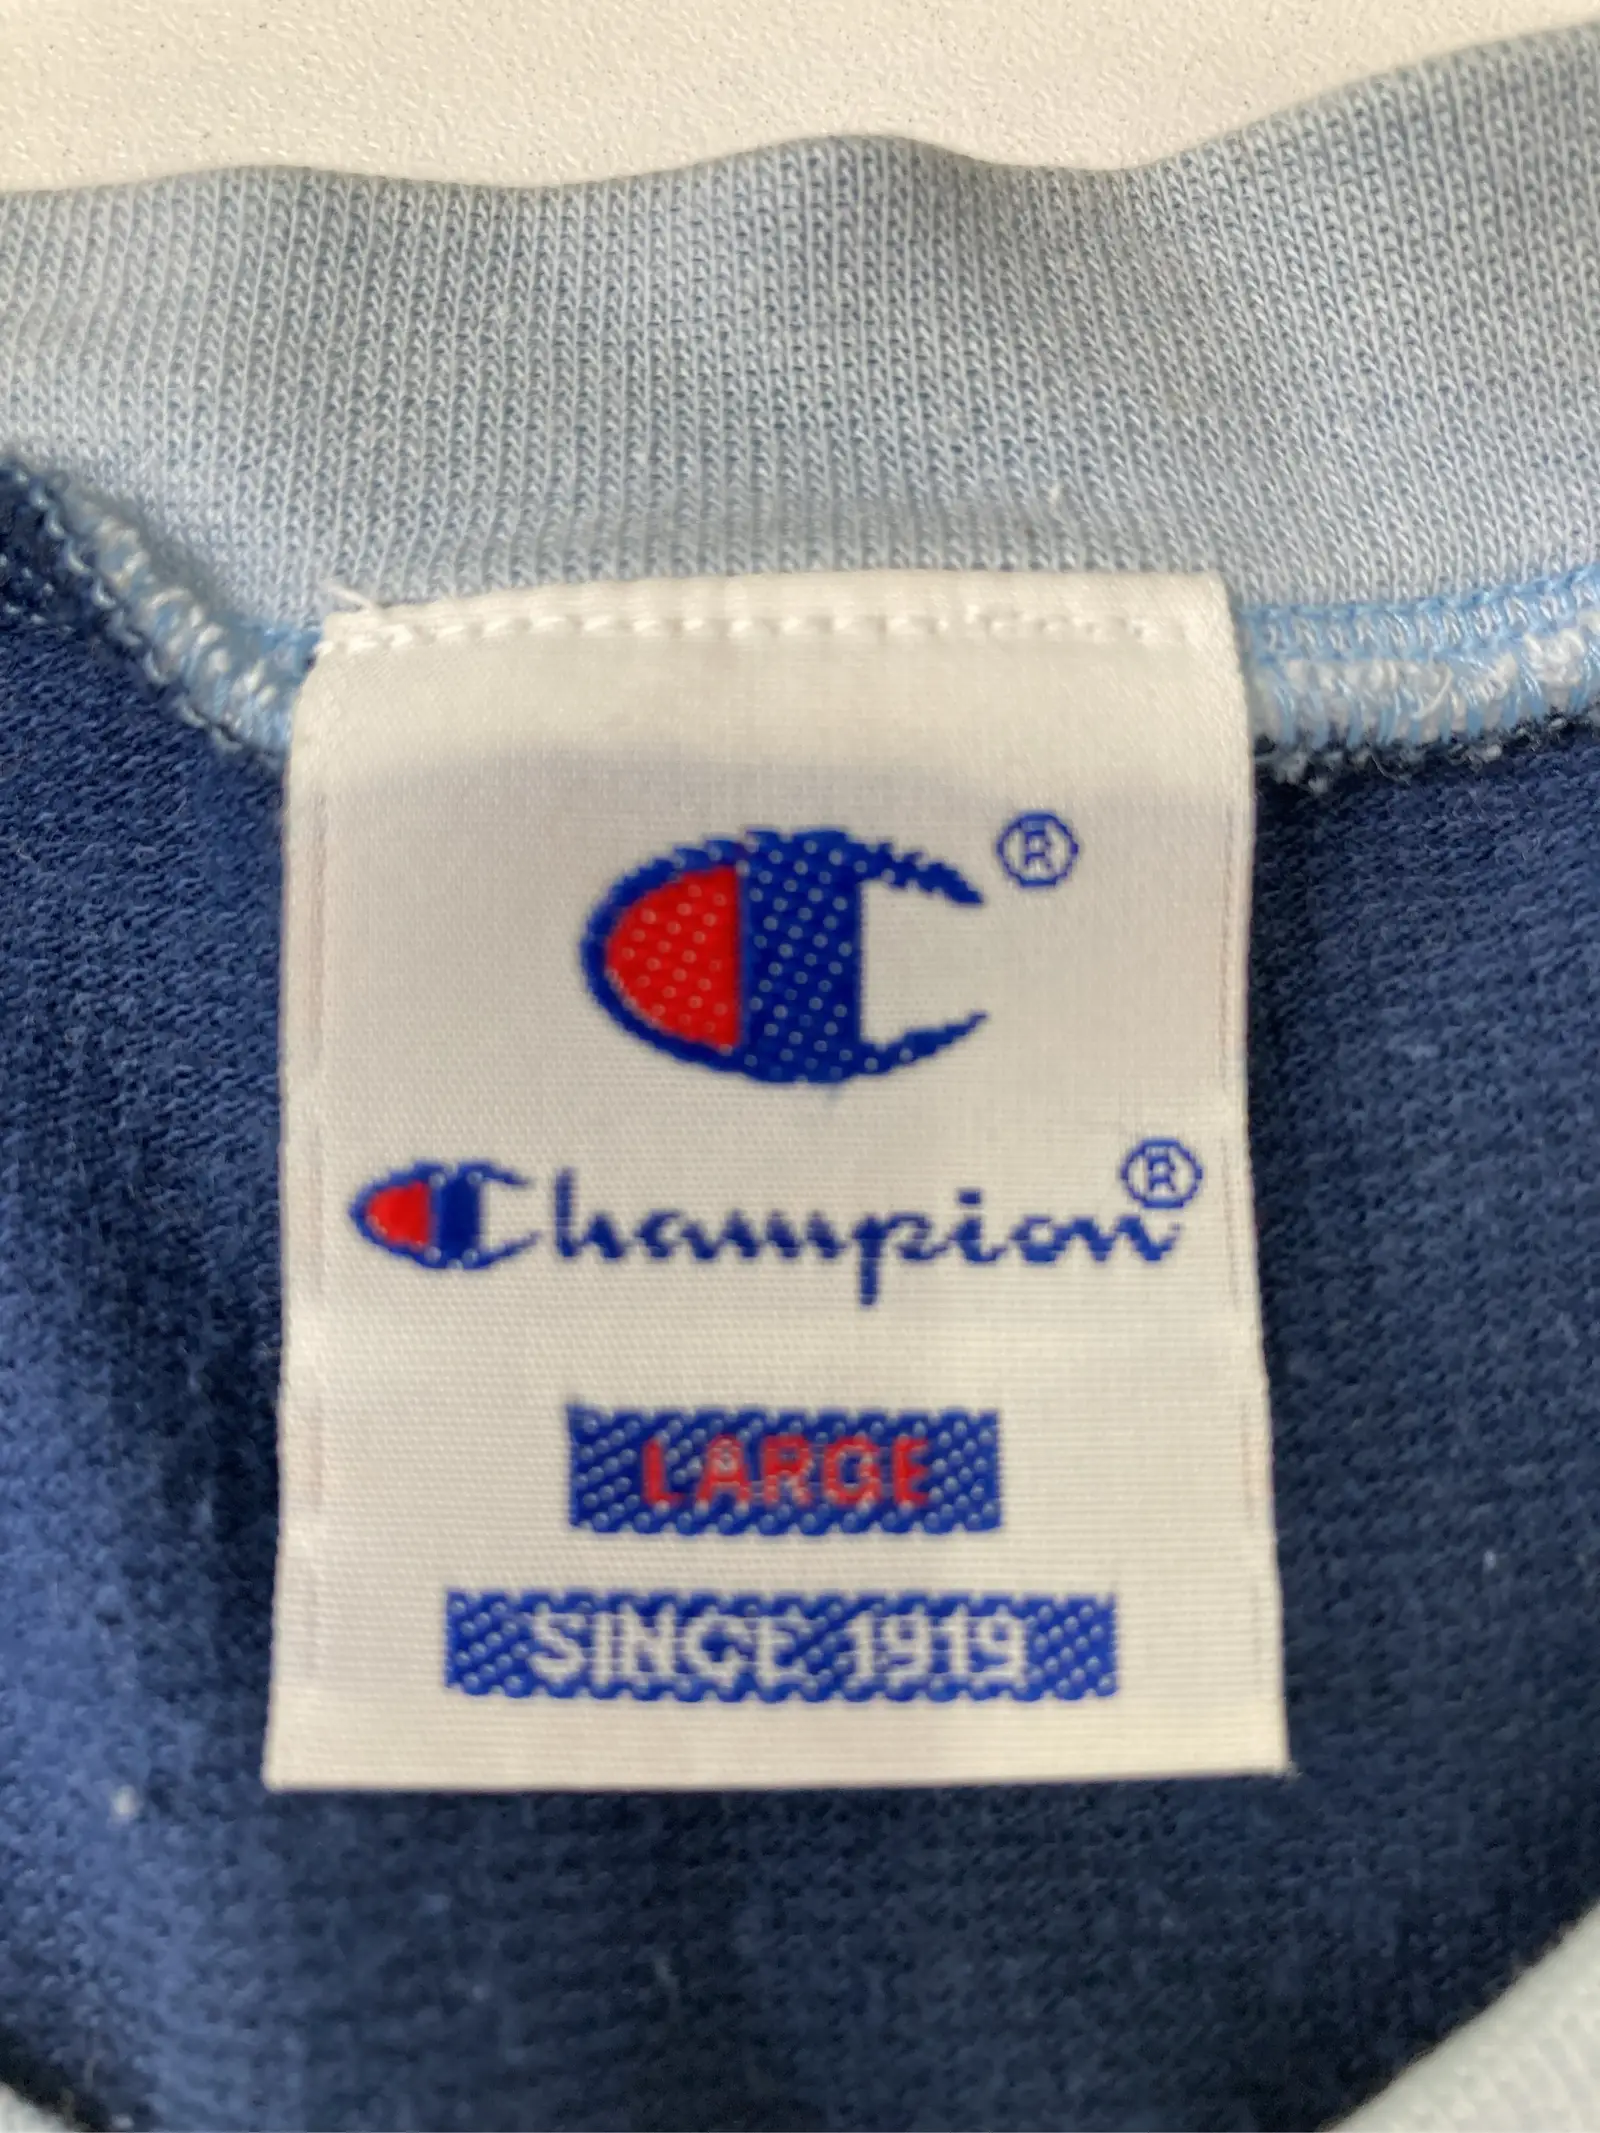 ®
Champion®
LARGE
SINCE 1919